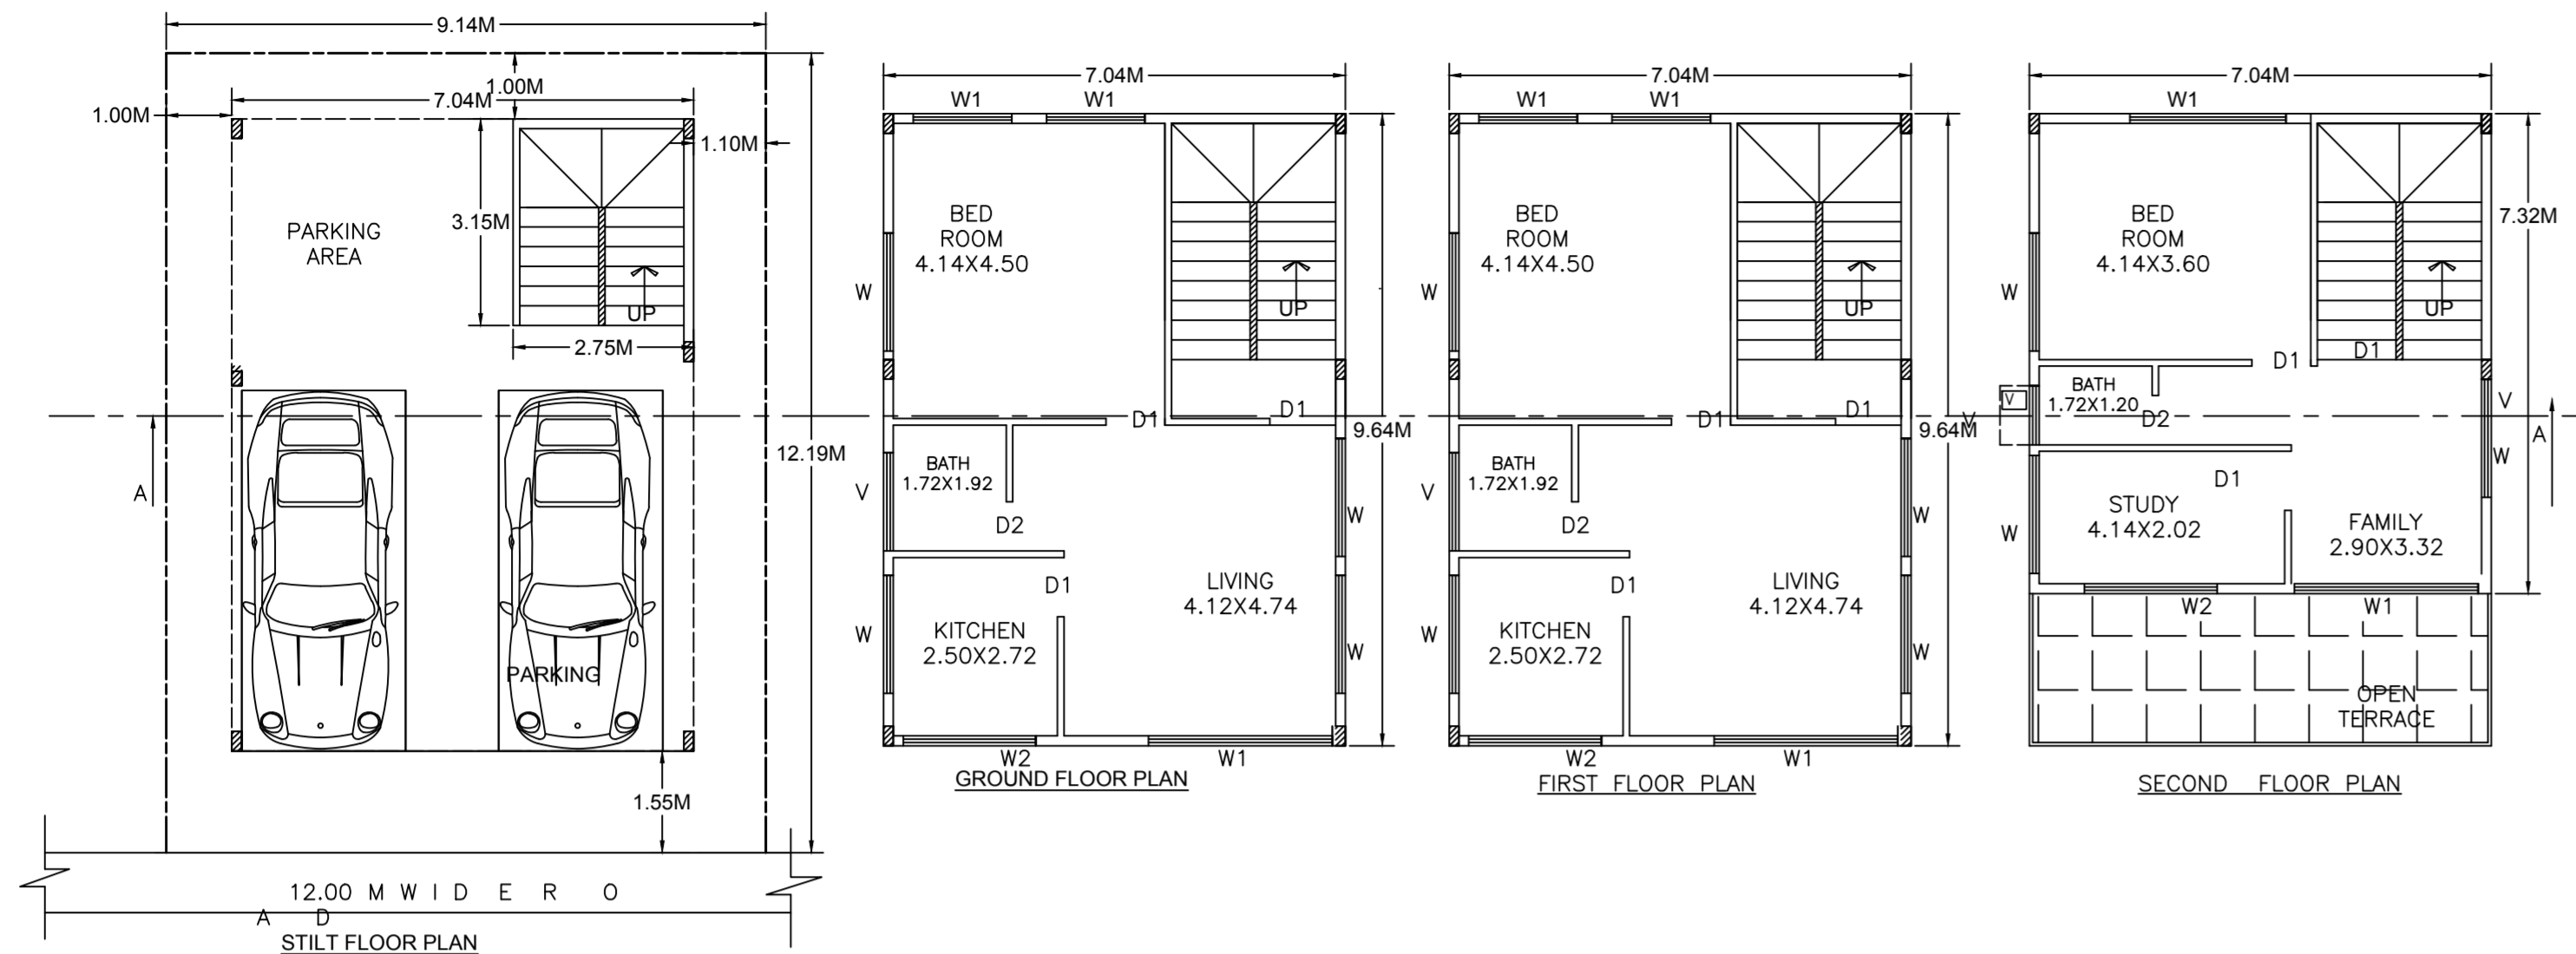 9.14M
1.00M
7.04M
1.00M
1.10M
3.15M
PARKING
AREA
UP
2.75M
12.19M
A
PARKING
1.55M
12.00 M W I D E R O
A D
STILT FLOOR PLAN
7.04M
W1 W1
BED
ROOM
4.14X4.50
W
UP
D1 D1
9.64M
BATH
1.72X1.92
V
D2
W
D1
LIVING
4.12X4.74
KITCHEN
2.50X2.72
W
W
W2 W1
GROUND FLOOR PLAN
7.04M
W1 W1
BED
ROOM
4.14X4.50
W
UP
D1 D1
9.64M
V
BATH
1.72X1.92
V
D2
W
D1
LIVING
4.12X4.74
KITCHEN
2.50X2.72
W
W
W2 W1
FIRST FLOOR PLAN
7.04M
W1
BED
ROOM
4.14X3.60
7.32M
W
UP
D1
D1
BATH
1.72X1.20
V
V
D2
A
W
D1
STUDY
4.14X2.02
W
FAMILY
2.90X3.32
W2 W1
OPEN
TERRACE
SECOND FLOOR PLAN